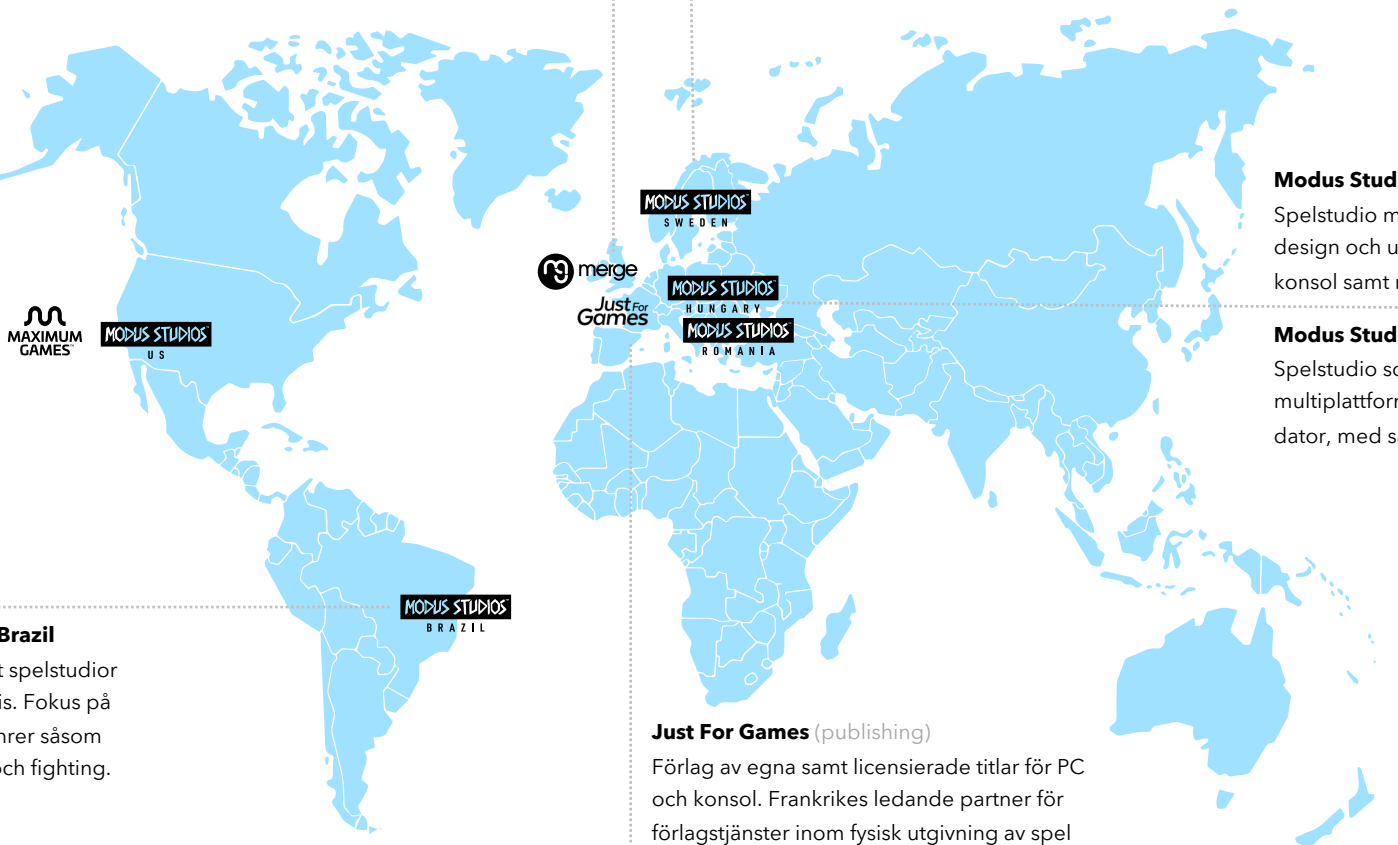 MODUS STUDIOS
SWEDEN
merge
MODUS STUDIOS
HUNGARY
Just For
Games
MODUS STUDIOS
ROMANIA
MAXIMUM
GAMES™
MODUS STUDIOS
US
MODUS STUDIOS
BRAZIL
Modus Stud
Spelstudio m
design och u
konsol samt
Modus Stud
Spelstudio so
multiplattform
dator, med s
Brazil
t spelstudior
is. Fokus på
nrer såsom
och fighting.
Just For Games (publishing)
Förlag av egna samt licensierade titlar för PC
och konsol. Frankrikes ledande partner för
förlagstjänster inom fysisk utgivning av spel